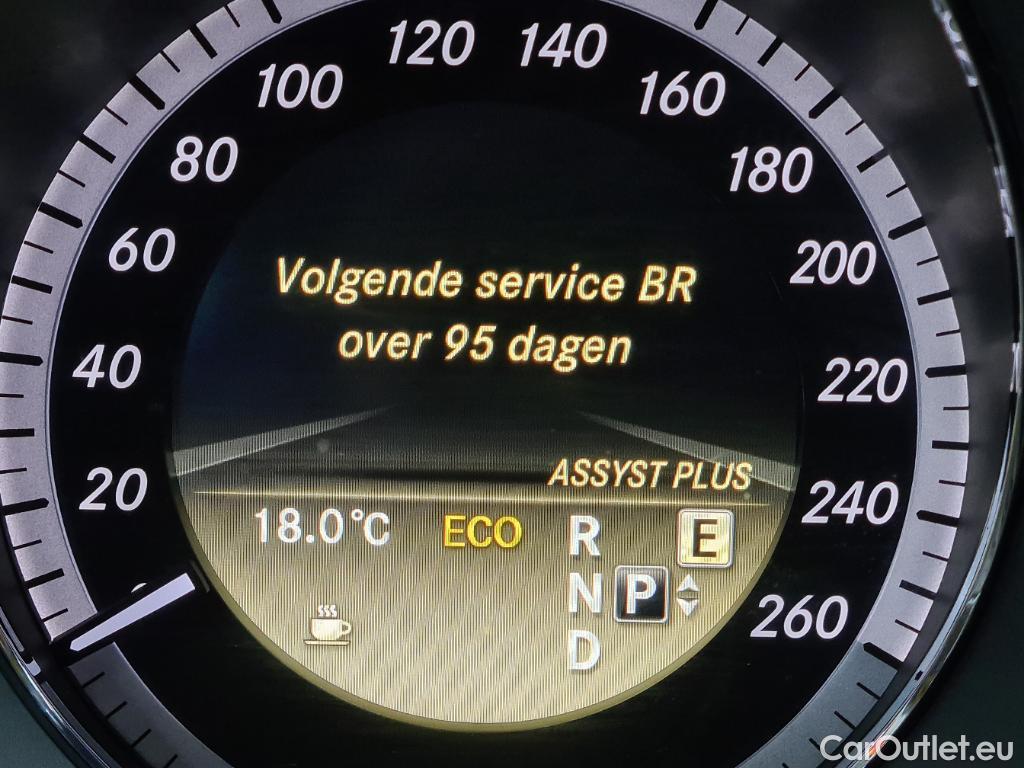 120 140
100 160
80 180
60 200
Volgende service BR
over 95 dagen
40 220
ASSYST PLUS
20 240
18.0°C ECO R E
N P
D
260
CarOutlet.eu